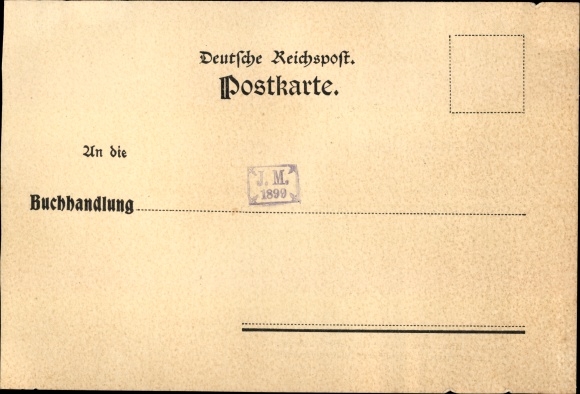 Deutsche Reichspost.
Postkarte.
An die
J. M.
1899
Buchhandlung